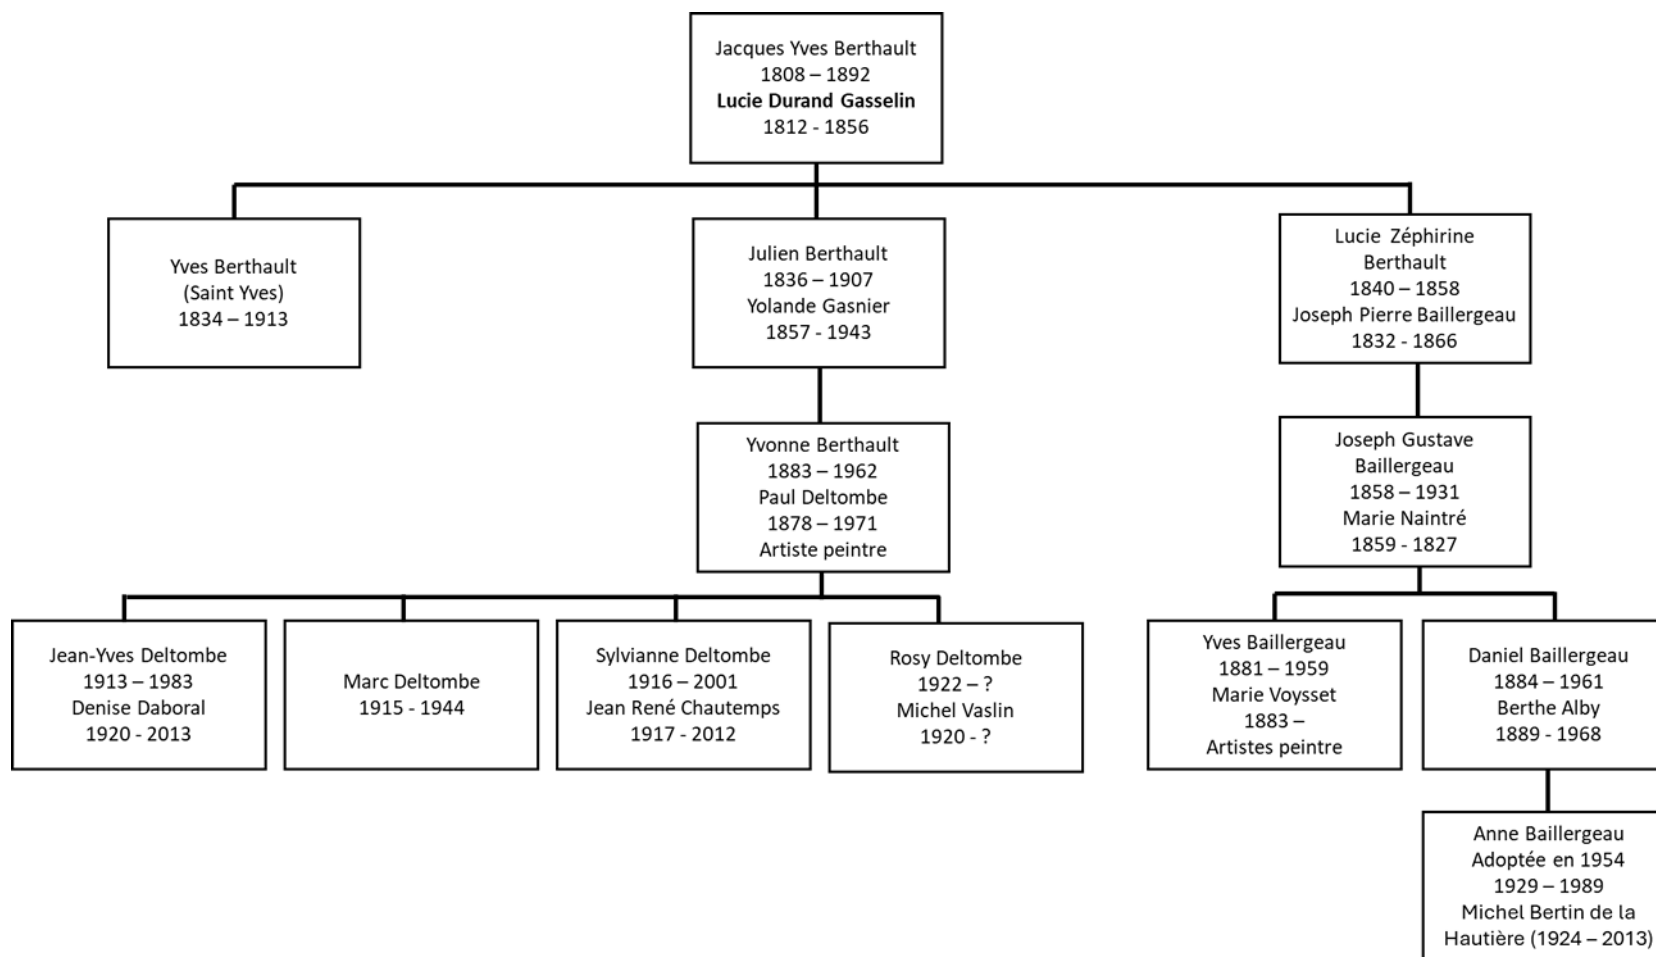 Jacques Yves Berthault
1808 – 1892
Lucie Durand Gasselin
1812 - 1856
Yves Berthault
(Saint Yves)
1834 – 1913
Julien Berthault
1836 – 1907
Yolande Gasnier
1857 - 1943
Lucie Zéphirine
Berthault
1840 – 1858
Joseph Pierre Baillergeau
1832 - 1866
Yvonne Berthault
1883 – 1962
Paul Deltombe
1878 – 1971
Artiste peintre
Joseph Gustave
Baillergeau
1858 – 1931
Marie Naintré
1859 - 1827
Jean-Yves Deltombe
1913 – 1983
Denise Daboral
1920 - 2013
Marc Deltombe
1915 - 1944
Sylvianne Deltombe
1916 – 2001
Jean René Chautemps
1917 - 2012
Rosy Deltombe
1922 – ?
Michel Vaslin
1920 - ?
Yves Baillergeau
1881 – 1959
Marie Voysset
1883 –
Artistes peintre
Daniel Baillergeau
1884 – 1961
Berthe Alby
1889 - 1968
Anne Baillergeau
Adoptée en 1954
1929 – 1989
Michel Bertin de la
Hautière (1924 – 2013)